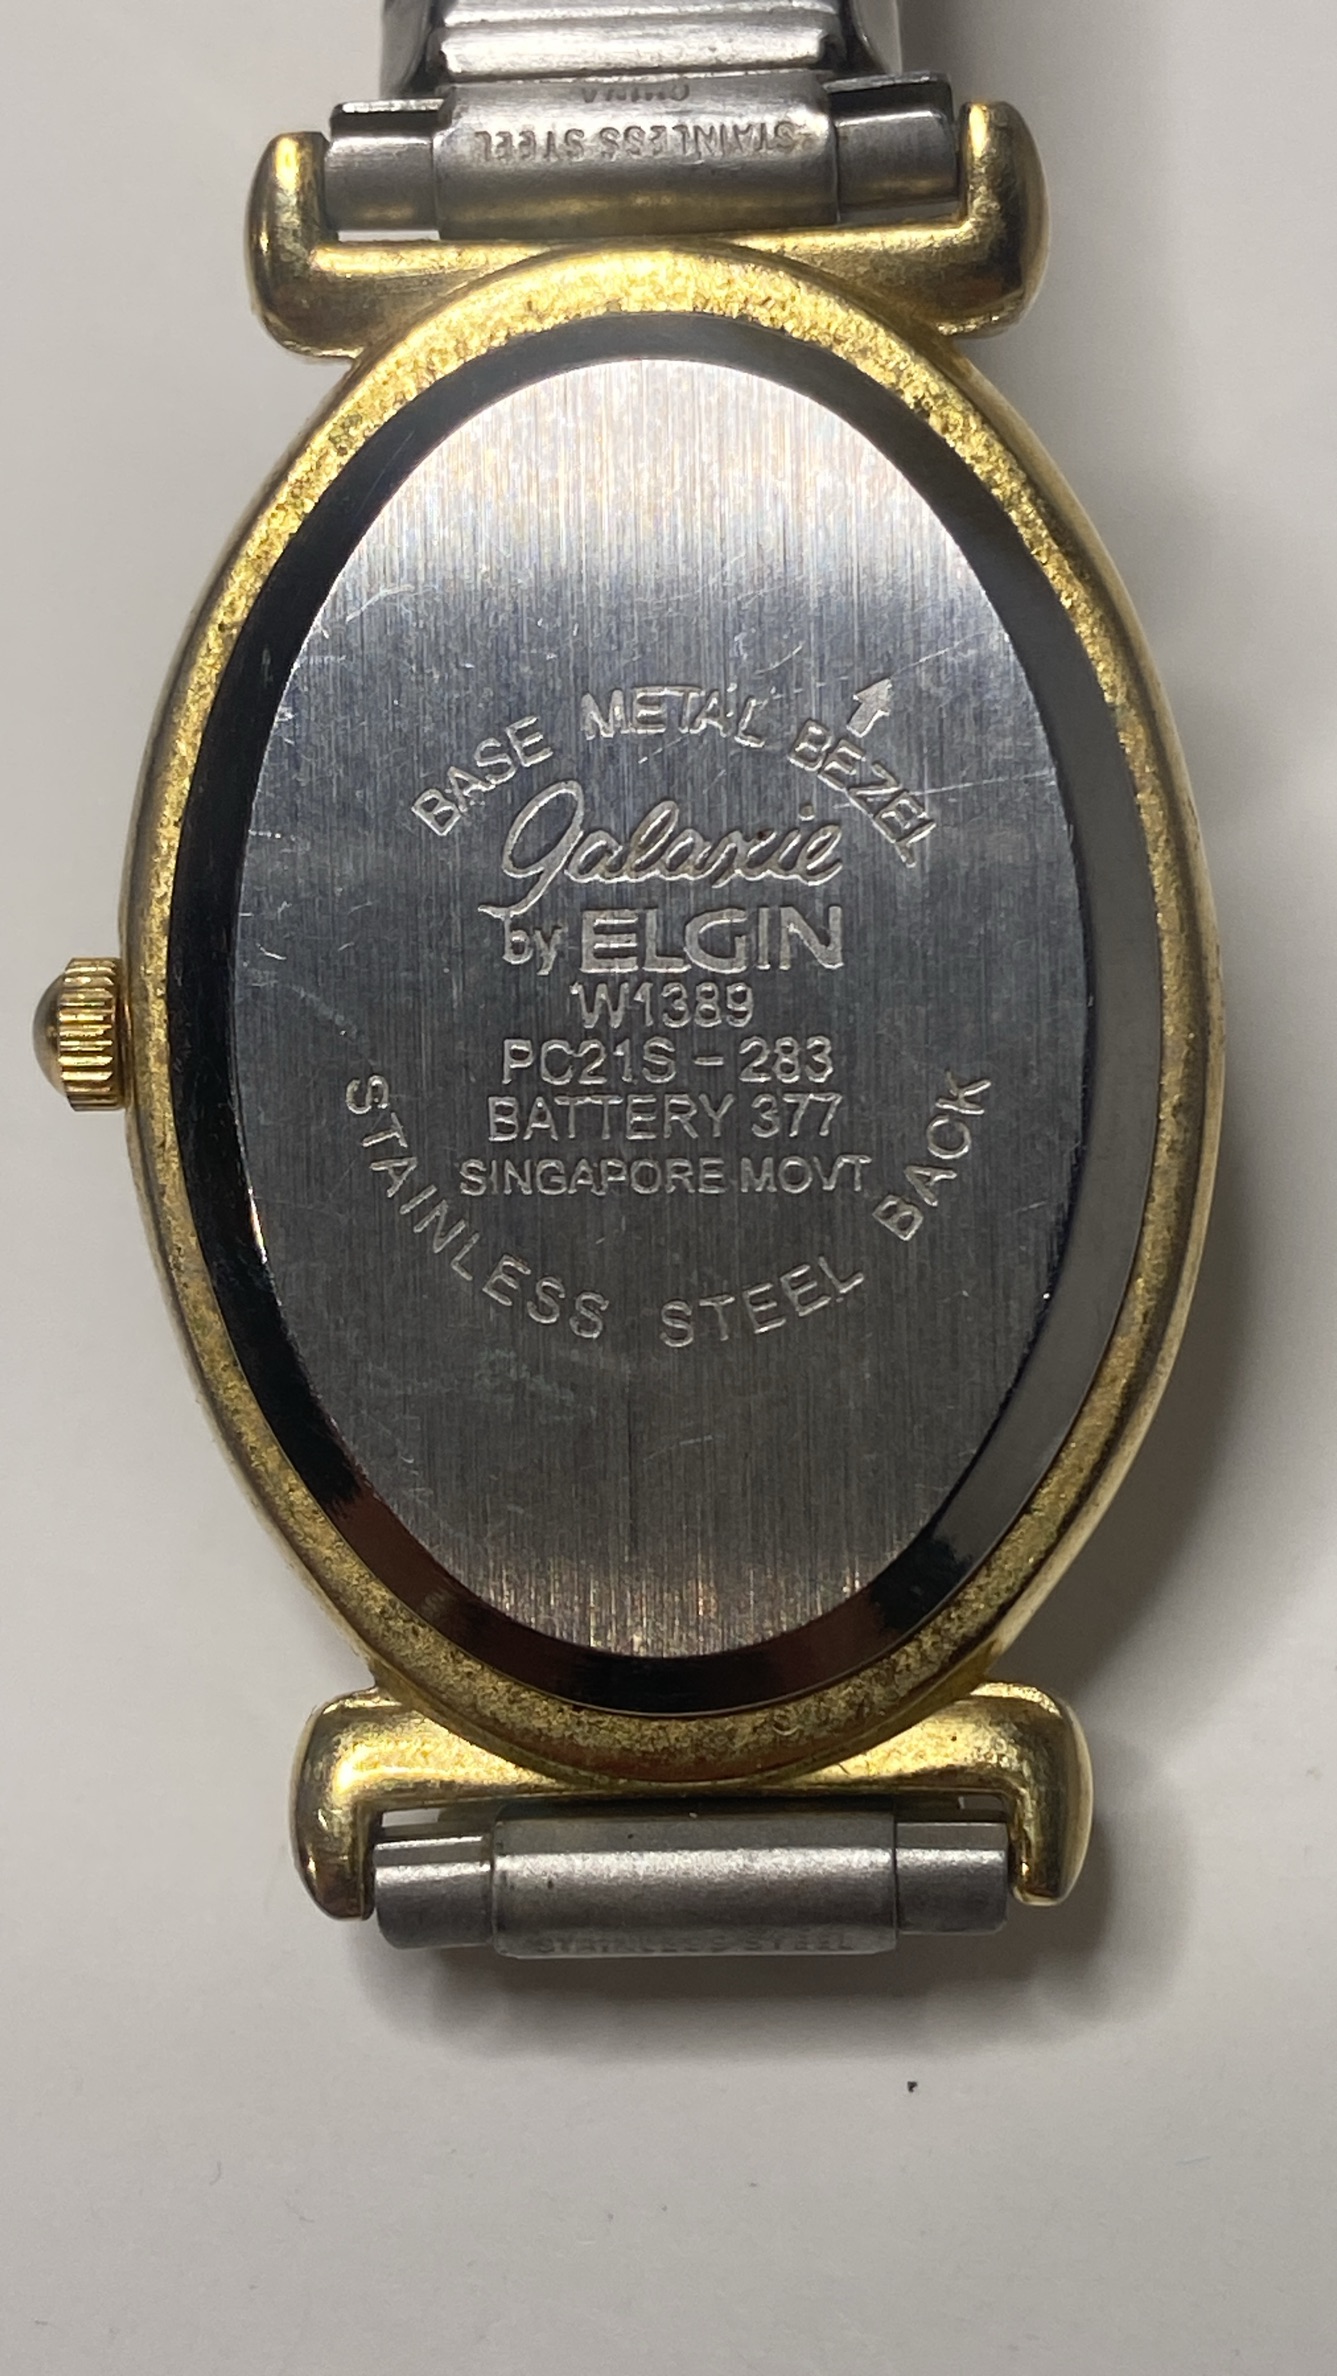 CHINA
STAINLESS STEEL
BASE METAL BEZEL
Galaxie
by ELGIN
W1389
PC21S - 283
BATTERY 377
SINGAPORE MOVT
STAINLESS STEEL BACK
STAINLESS STEEL